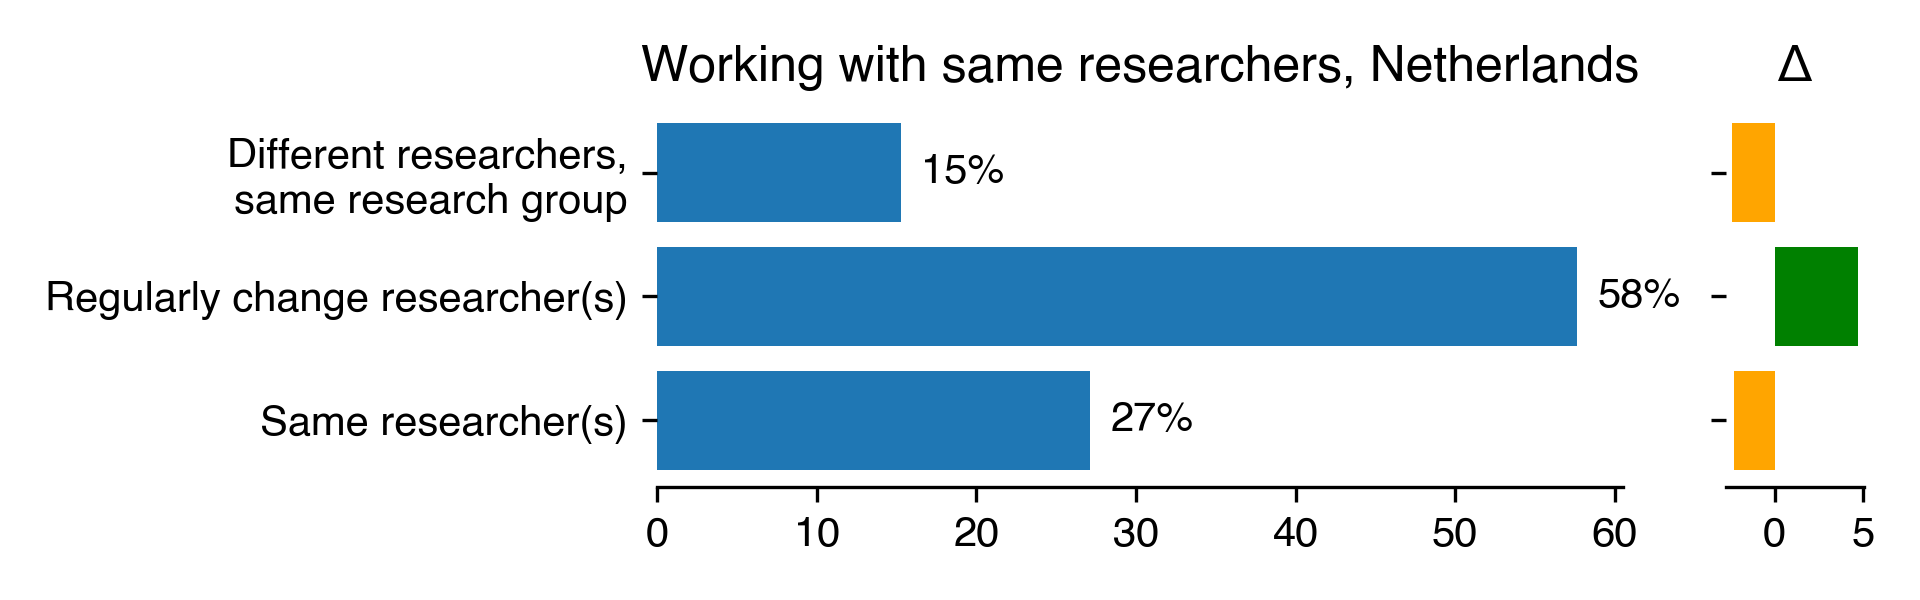 Working with same researchers, Netherlands
Δ
Different researchers,
same research group
15%
Regularly change researcher(s)
58%
Same researcher(s)
27%
0 10 20 30 40 50 60
0 5